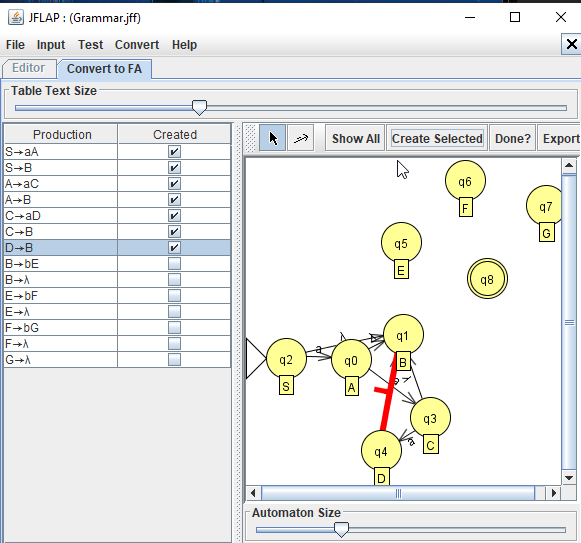 JFLAP : (Grammar.jff)
File Input Test Convert Help
Editor Convert to FA
Table Text Size
Production Created
S→aA
S→B
A→aC
A→B
C→aD
C→B
D→B
B→bE
B→λ
E→bF
E→λ
F→bG
F→λ
G→λ
Show All Create Selected Done? Export
q6
F
q7
G
q5
E
q8
q1
B
q2
S
q0
A
a
λ
q3
C
a
q4
D
Automaton Size